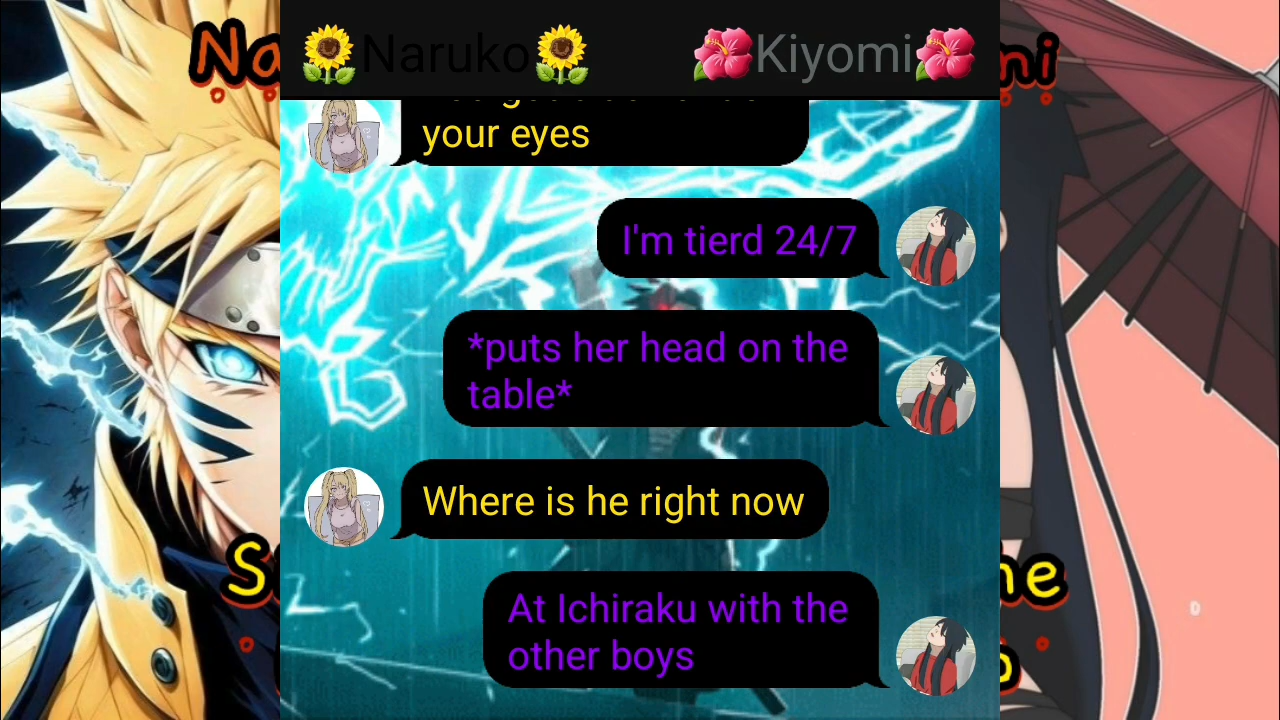 🌻Naruko🌻 🌺Kiyomi🌺
your eyes
I'm tierd 24/7
*puts her head on the
table*
Where is he right now
At Ichiraku with the
other boys